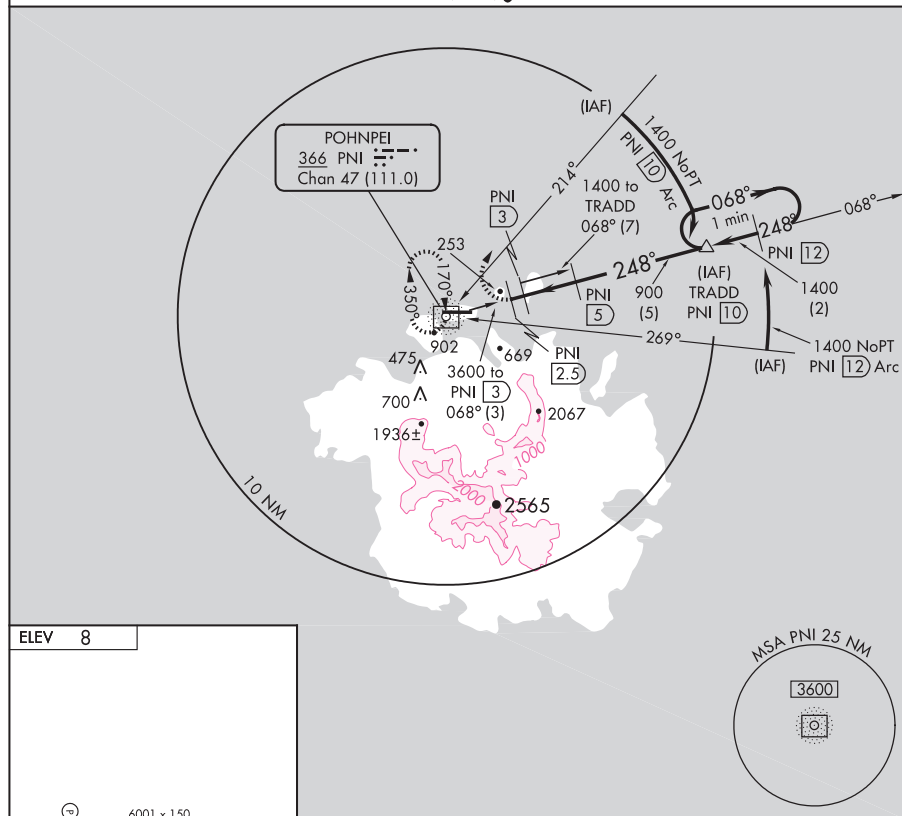 (IAF)
1400 NoPT
PNI 10 Arc
POHNPEI
366 PNI
Chan 47 (111.0)
214°
PNI
3
1400 to
TRADD
068° (7)
068°
1 min
068°
248°
PNI 12
253
248°
170°
350°
(IAF)
TRADD
PNI 10
900
(5)
1400
(2)
PNI
5
269°
1400 NoPT
PNI 12 Arc
(IAF)
902
669
PNI
2.5
475
3600 to
PNI 3
068° (3)
700
2067
1936±
1000
2000
2565
10 NM
ELEV 8
MSA PNI 25 NM
3600
P
6001 x 150